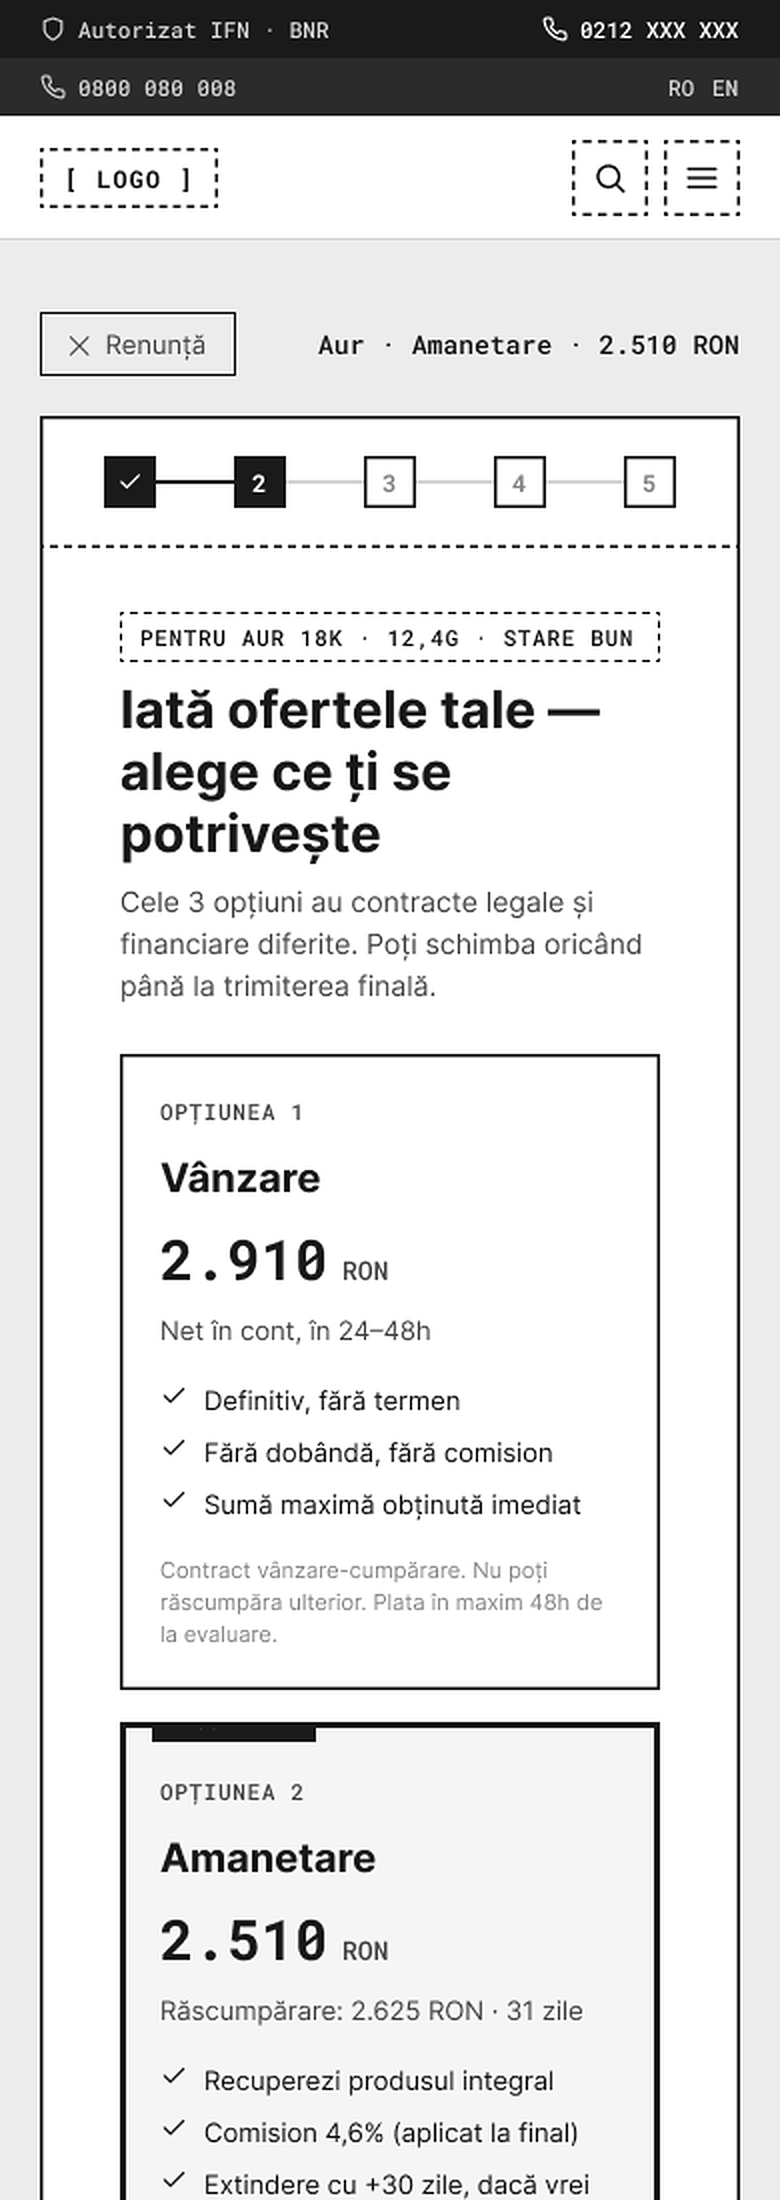 Autorizat IFN · BNR
0212 XXX XXX
0800 080 008
RO EN
[ LOGO ]
Renunță
Aur · Amanetare · 2.510 RON
2
3
4
5
PENTRU AUR 18K · 12,4G · STARE BUN
Iată ofertele tale —
alege ce ți se
potrivește
Cele 3 opțiuni au contracte legale și
financiare diferite. Poți schimba oricând
până la trimiterea finală.
OPȚIUNEA 1
Vânzare
2.910 RON
Net în cont, în 24–48h
Definitiv, fără termen
Fără dobândă, fără comision
Sumă maximă obținută imediat
Contract vânzare-cumpărare. Nu poți
răscumpăra ulterior. Plata în maxim 48h de
la evaluare.
OPȚIUNEA 2
Amanetare
2.510 RON
Răscumpărare: 2.625 RON · 31 zile
Recuperezi produsul integral
Comision 4,6% (aplicat la final)
Extindere cu +30 zile, dacă vrei